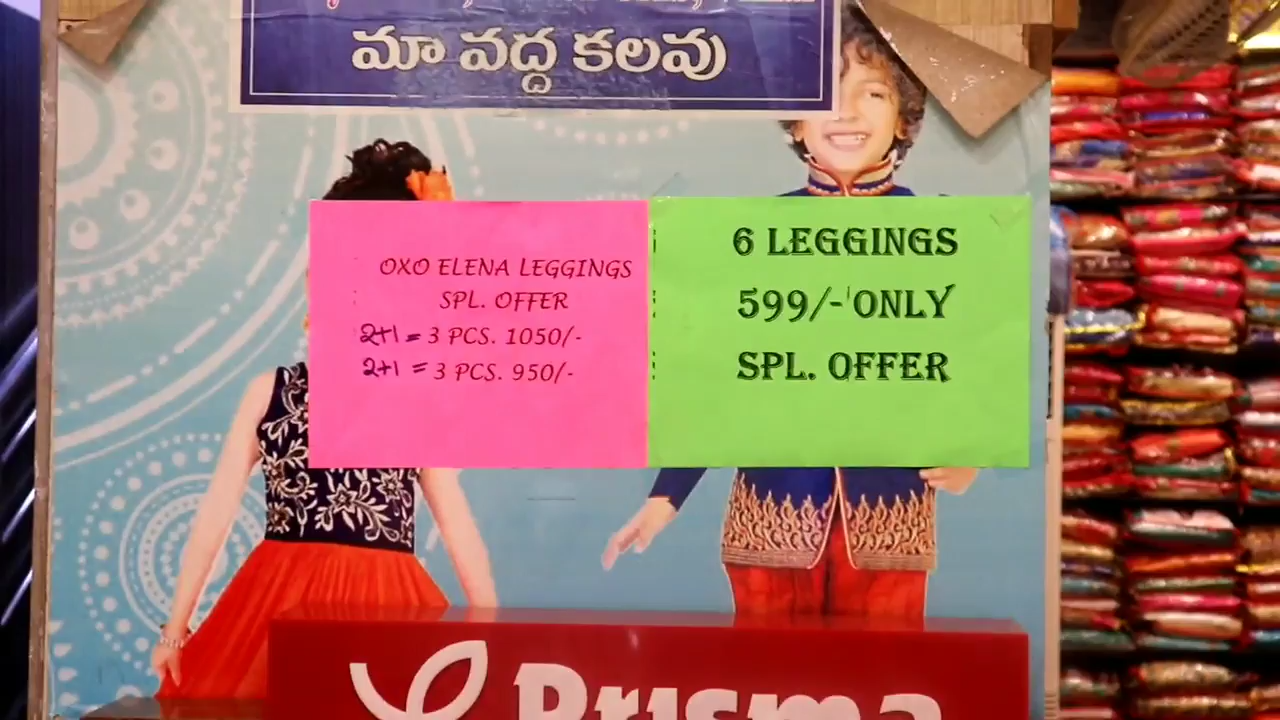 మా వద్ద కలవు
OXO ELENA LEGGINGS
SPL. OFFER
2+1 = 3 PCS. 1050/-
2+1 = 3 PCS. 950/-
6 LEGGINGS
599/- ONLY
SPL. OFFER
Prisma